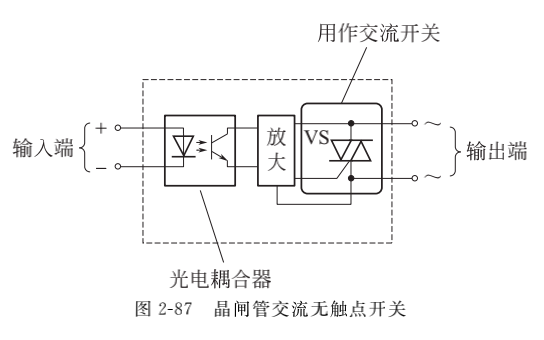 用作交流开关
+
放大
VS
~
输入端
输出端
−
~
光电耦合器
图 2-87 晶闸管交流无触点开关